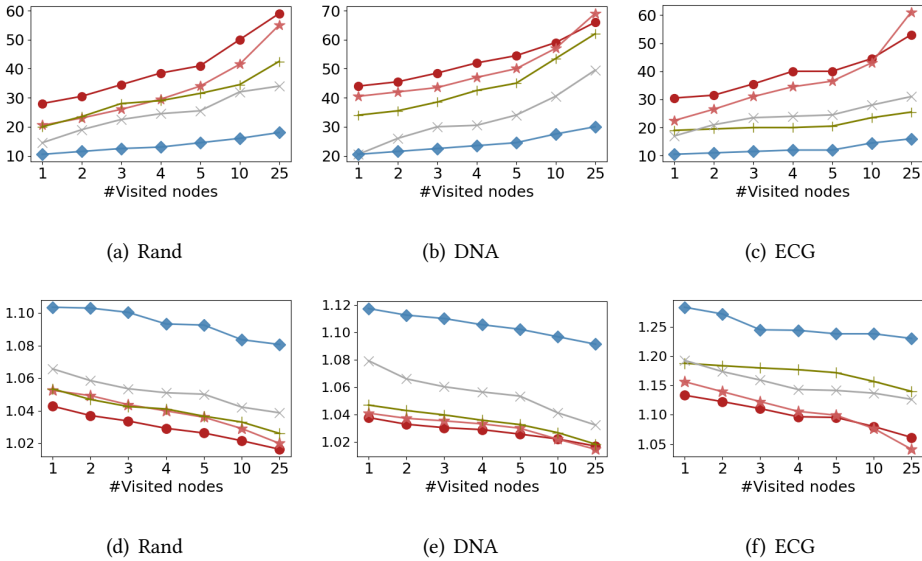 60
50
40
30
20
10
1 2 3 4 5 10 25
#Visited nodes
(a) Rand
70
60
50
40
30
20
1 2 3 4 5 10 25
#Visited nodes
(b) DNA
60
50
40
30
20
10
1 2 3 4 5 10 25
#Visited nodes
(c) ECG
1.10
1.08
1.06
1.04
1.02
1 2 3 4 5 10 25
#Visited nodes
(d) Rand
1.12
1.10
1.08
1.06
1.04
1.02
1 2 3 4 5 10 25
#Visited nodes
(e) DNA
1.25
1.20
1.15
1.10
1.05
1 2 3 4 5 10 25
#Visited nodes
(f) ECG